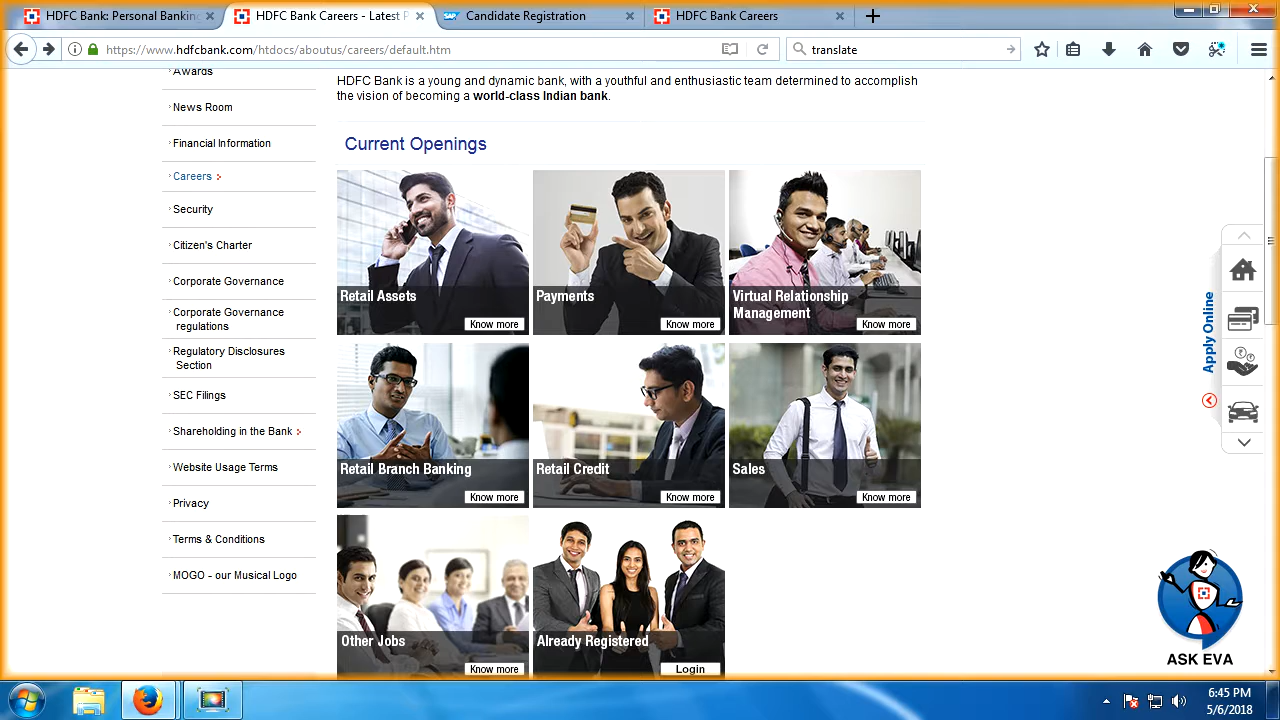 HDFC Bank: Personal Banking
HDFC Bank Careers - Latest P
Candidate Registration
HDFC Bank Careers
https://www.hdfcbank.com/htdocs/aboutus/careers/default.htm
translate
Awards
News Room
Financial Information
Careers
Security
Citizen's Charter
corporate Governance
Corporate Governance
regulations
Regulatory Disclosures
Section
SEC Filings
Shareholding in the Bank
Website Usage Terms
Privacy
Terms & Conditions
MOGO - our Musical Logo
HDFC Bank is a young and dynamic bank, with a youthful and enthusiastic team determined to accomplish
the vision of becoming a world-class Indian bank.
Current Openings
Retail Assets
Know more
Payments
Know more
Virtual Relationship
Management
Know more
Retail Branch Banking
Know more
Retail Credit
Know more
Sales
Know more
Other Jobs
Know more
Already Registered
Login
Apply Online
ASK EVA
6:45 PM
5/6/2018